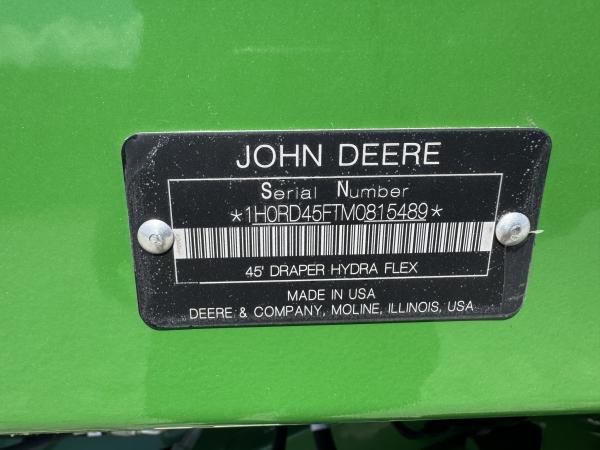 JOHN DEERE
Serial Number
*1H0RD45FTM0815489*
45' DRAPER HYDRA FLEX
MADE IN USA
DEERE & COMPANY, MOLINE, ILLINOIS, USA